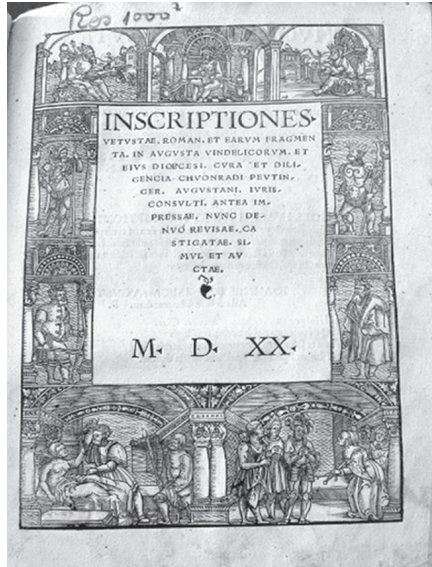 Ros 1000²
INSCRIPTIONES.
VETVSTAE. ROMAN. ET EARVM FRAGMEN
TA. IN AVGVSTA VINDELICORVM. ET
EIVS DIOECESI. CVRA ET DILI,
GENCIA CHVONRADI PEVTIN,
GER. AVGVSTANI. IVRIS,
CONSVLTI. ANTEA IM,
PRESSAE. NVNC DE,
NVO REVISAE. CA
STIGATAE. SI,
MVL ET AV
CTAE.
M. D. XX.